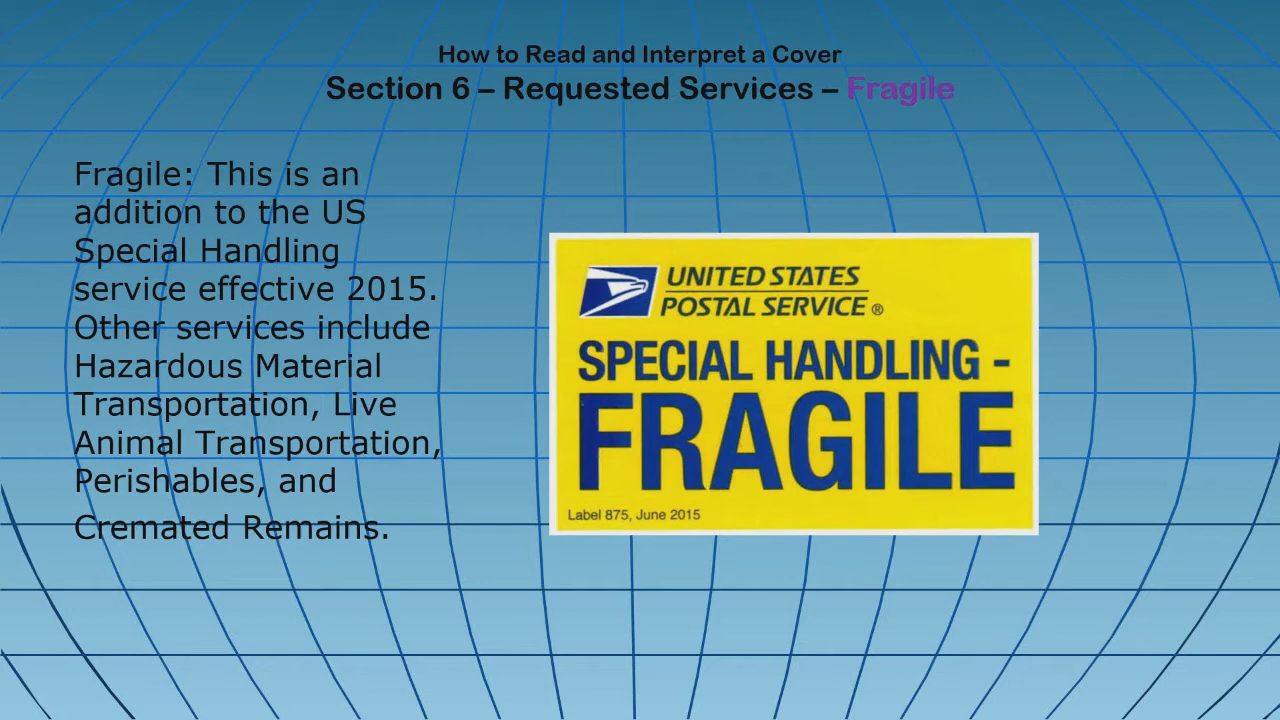 How to Read and Interpret a Cover
Section 6 – Requested Services – Fragile
Fragile: This is an
addition to the US
Special Handling
service effective 2015.
Other services include
Hazardous Material
Transportation, Live
Animal Transportation,
Perishables, and
Cremated Remains.
UNITED STATES
POSTAL SERVICE ®
SPECIAL HANDLING -
FRAGILE
Label 875, June 2015